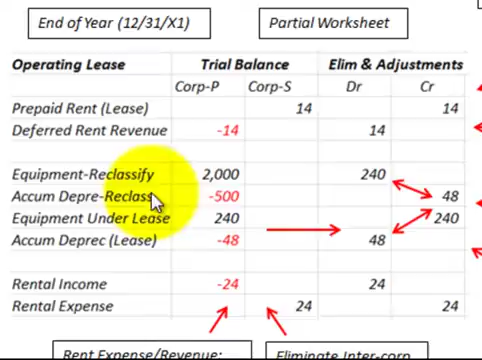 End of Year (12/31/X1) Partial Worksheet
Operating Lease Trial Balance Elim & Adjustments
Corp-P Corp-S Dr Cr
Prepaid Rent (Lease) 14 14
Deferred Rent Revenue -14 14
Equipment-Reclassify 2,000 240
Accum Depre-Reclass -500 48
Equipment Under Lease 240 240
Accum Deprec (Lease) -48 48
Rental Income -24 24
Rental Expense 24 24
Rent Expense/Revenue: Eliminate Inter-corp